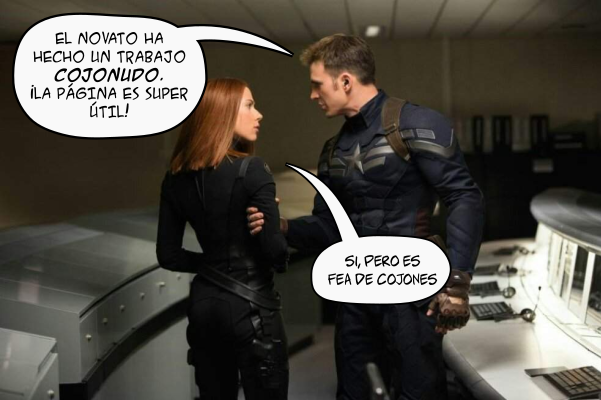 EL NOVATO HA
HECHO UN TRABAJO
COJONUDO.
¡LA PÁGINA ES SUPER
ÚTIL!
SI, PERO ES
FEA DE COJONES